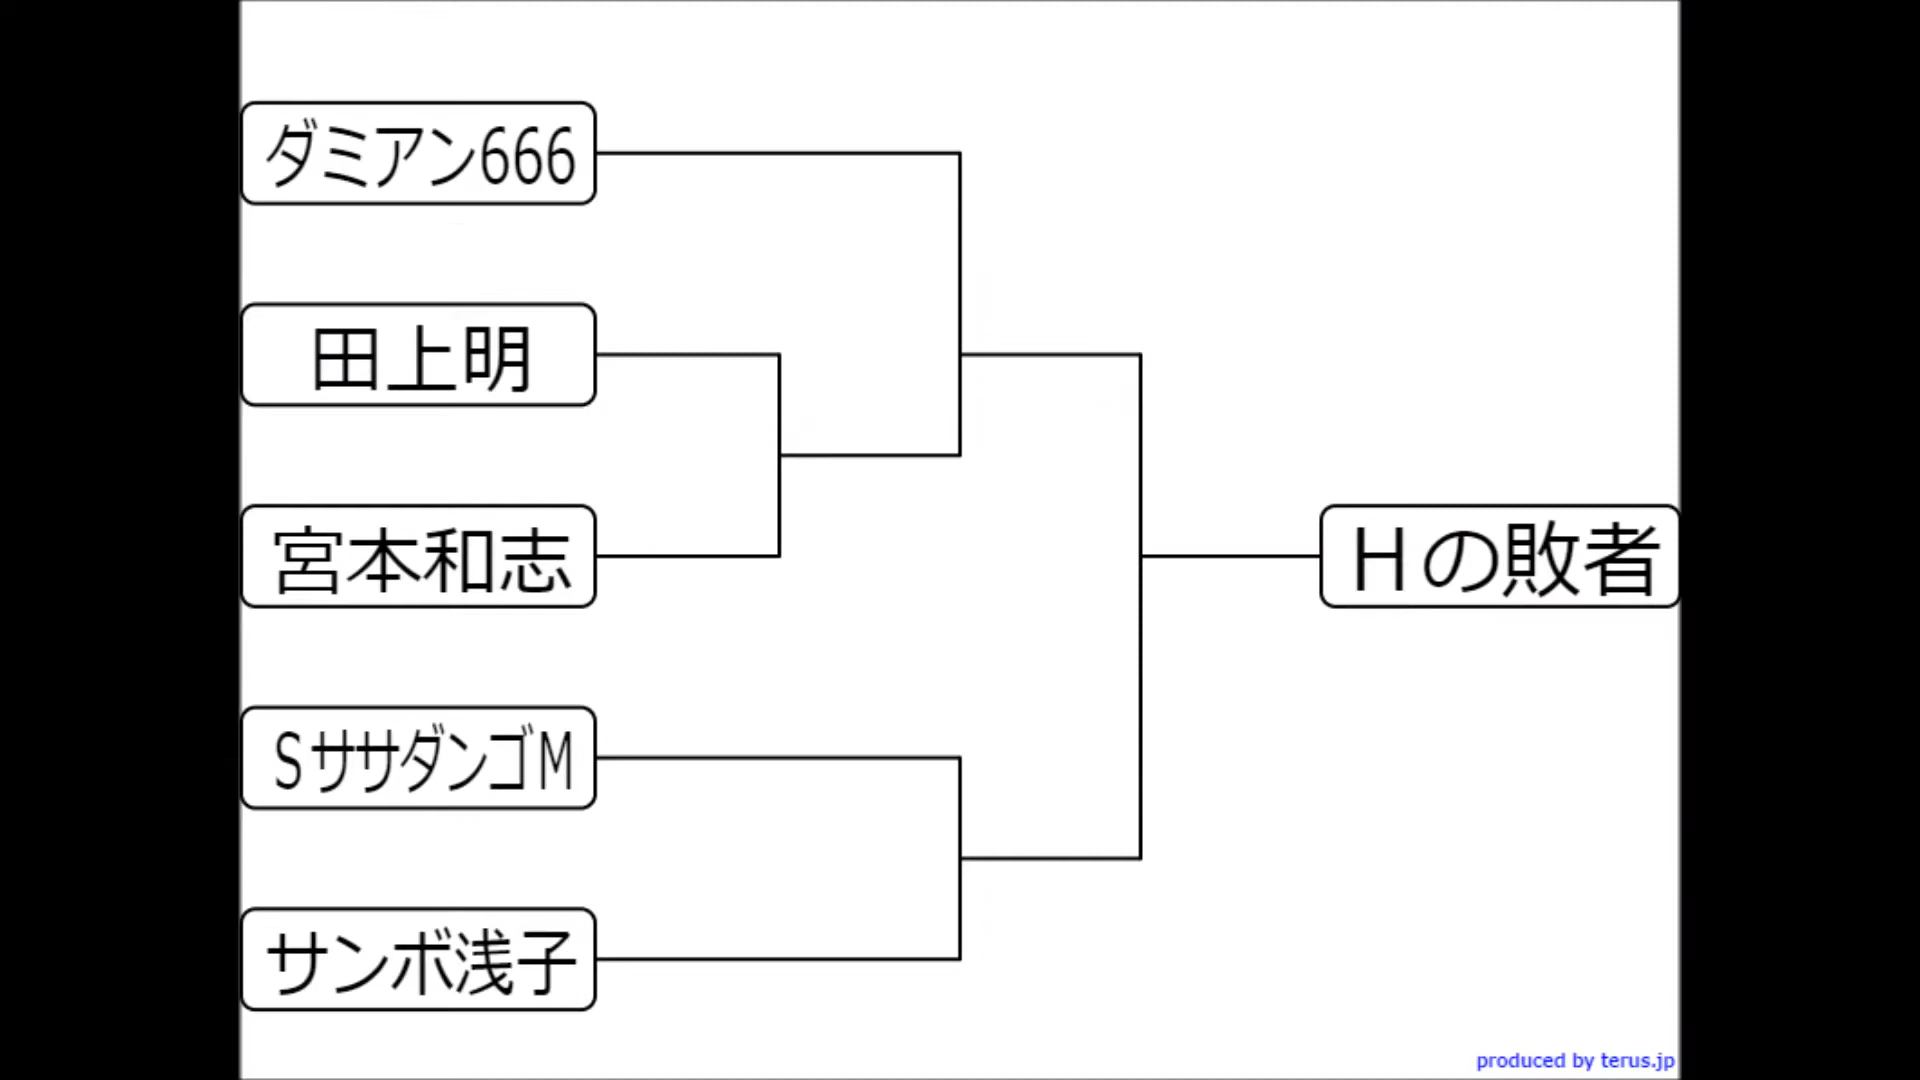 ダミアン666
田上明
宮本和志
SササダンゴM
サンボ浅子
Hの敗者
produced by terus.jp